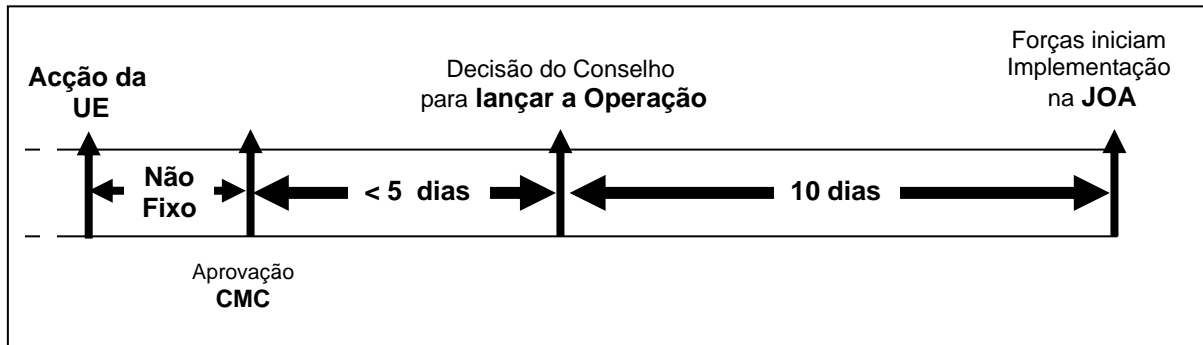 Acção da
UE
Decisão do Conselho
para lançar a Operação
Forças iniciam
Implementação
na JOA
Não
Fixo
< 5 dias
10 dias
Aprovação
CMC